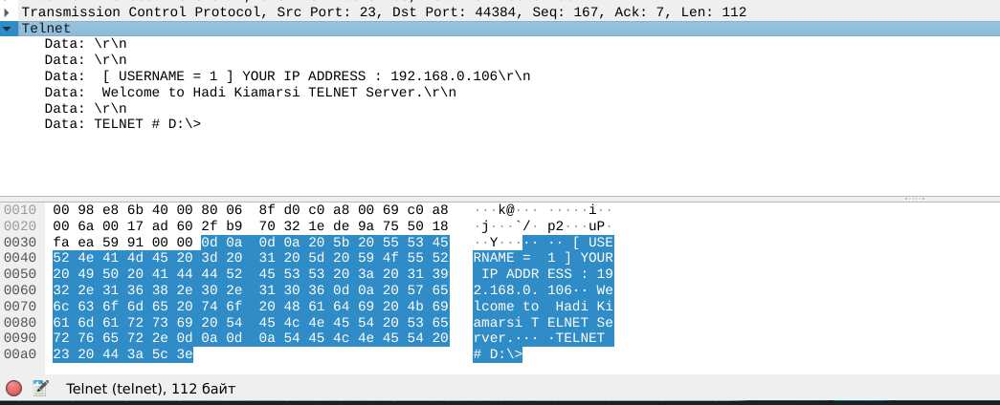 Transmission Control Protocol, Src Port: 23, Dst Port: 44384, Seq: 167, Ack: 7, Len: 112
Telnet
Data: \r\n
Data: \r\n
Data:  [ USERNAME = 1 ] YOUR IP ADDRESS : 192.168.0.106\r\n
Data:  Welcome to Hadi Kiamarsi TELNET Server.\r\n
Data: \r\n
Data: TELNET # D:\>
0010 00 98 e8 6b 40 00 80 06 8f d0 c0 a8 00 69 c0 a8 ···k@··· ·····i··
0020 00 6a 00 17 ad 60 2f b9 70 32 1e de 9a 75 50 18 ·j···`/· p2···uP·
0030 fa ea 59 91 00 00 0d 0a 0d 0a 20 5b 20 55 53 45 ··Y····· ·· [ USE
0040 52 4e 41 4d 45 20 3d 20 31 20 5d 20 59 4f 55 52 RNAME = 1 ] YOUR
0050 20 49 50 20 41 44 44 52 45 53 53 20 3a 20 31 39 IP ADDR ESS : 19
0060 32 2e 31 36 38 2e 30 2e 31 30 36 0d 0a 20 57 65 2.168.0. 106·· We
0070 6c 63 6f 6d 65 20 74 6f 20 48 61 64 69 20 4b 69 lcome to Hadi Ki
0080 61 6d 61 72 73 69 20 54 45 4c 4e 45 54 20 53 65 amarsi T ELNET Se
0090 72 76 65 72 2e 0d 0a 0d 0a 54 45 4c 4e 45 54 20 rver.··· ·TELNET
00a0 23 20 44 3a 5c 3e # D:\>
Telnet (telnet), 112 байт